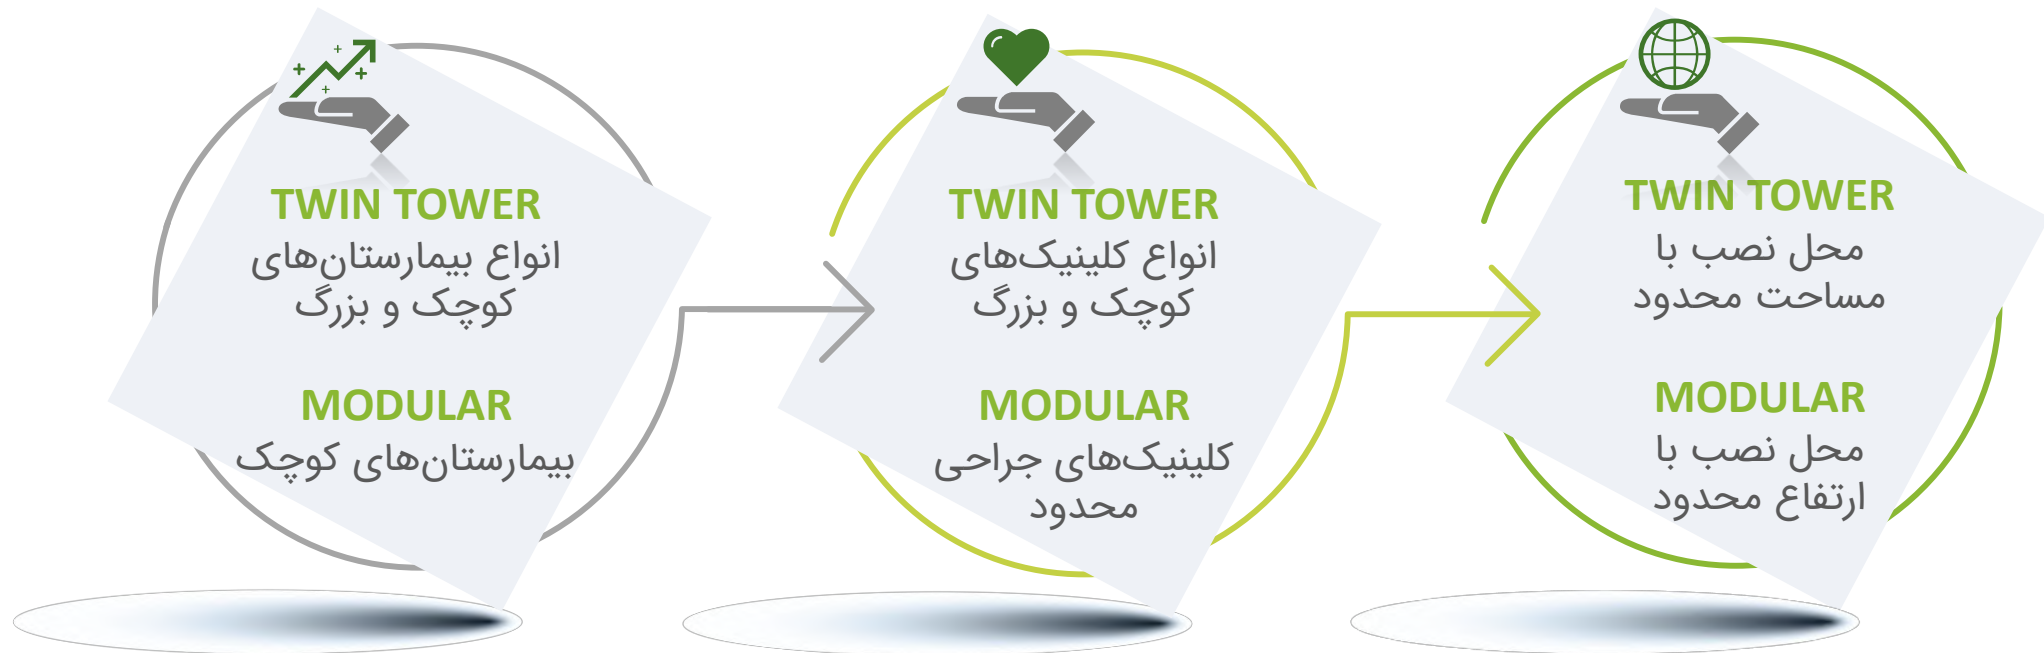 TWIN TOWER
انواع بیمارستان‌های
کوچک و بزرگ
MODULAR
بیمارستان‌های کوچک
TWIN TOWER
انواع کلینیک‌های
کوچک و بزرگ
MODULAR
کلینیک‌های جراحی
محدود
TWIN TOWER
محل نصب با
مساحت محدود
MODULAR
محل نصب با
ارتفاع محدود